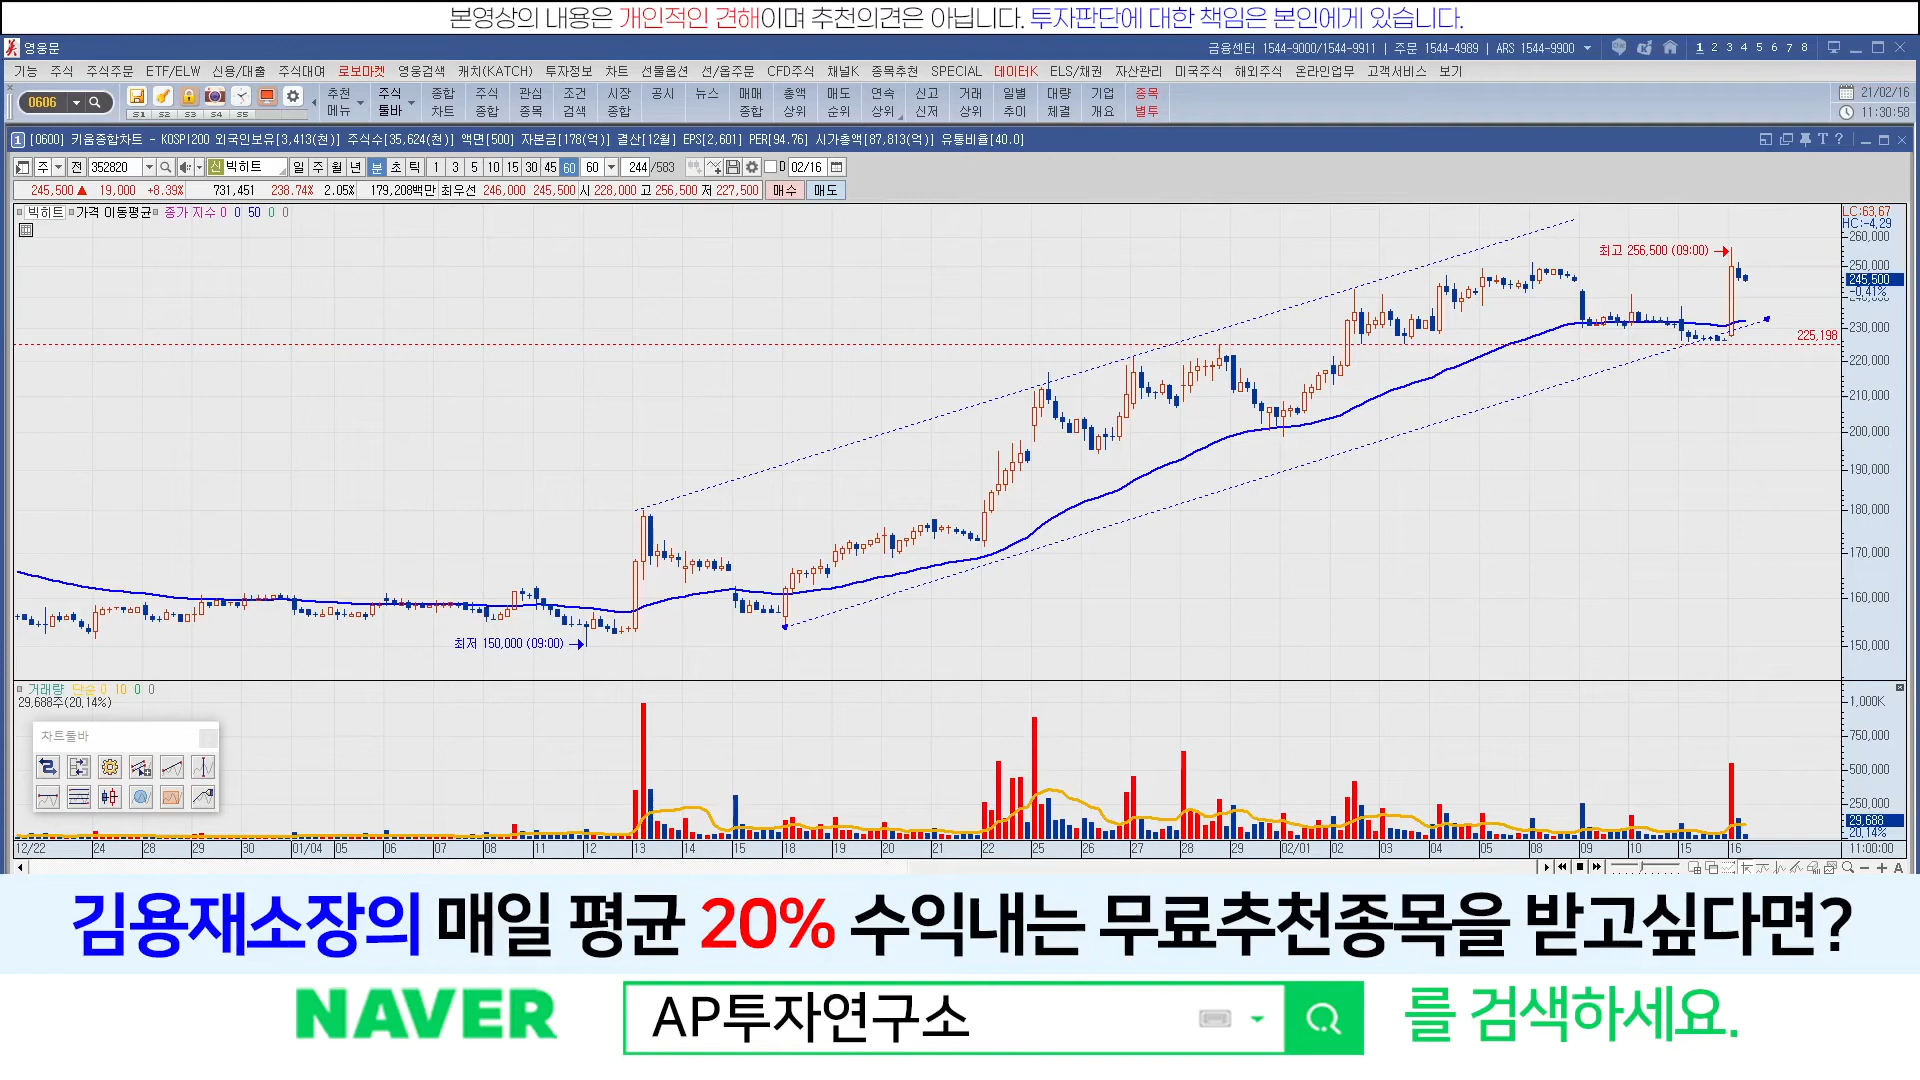 본영상의 내용은 개인적인 견해이며 추천의견은 아닙니다. 투자판단에 대한 책임은 본인에게 있습니다.
영웅문 금융센터 1544-9000/1544-9911 | 주문 1544-4989 | ARS 1544-9900 1 2 3 4 5 6 7 8
기능 주식 주식주문 ETF/ELW 신용/대출 주식대여 로보마켓 영웅검색 캐치(KATCH) 투자정보 차트 선물옵션 선/옵주문 CFD주식 채널K 종목추천 SPECIAL 데이터K ELS/채권 자산관리 미국주식 해외주식 온라인업무 고객서비스 보기
0606 S1 S2 S3 S4 S5 추천 메뉴 주식 툴바 종합 차트 주식 종합 관심 종목 조건 검색 시장 종합 공시 뉴스 매매 종합 총액 상위 매도 순위 연속 상위 신고 신저 거래 상위 일별 추이 대량 체결 기업 개요 종목 별투 21/02/16
11:30:58
1 [0600] 키움종합차트 - KOSPI200 외국인보유[3,413(천)] 주식수[35,624(천)] 액면[500] 자본금[178(억)] 결산[12월] EPS[2,601] PER[94.76] 시가총액[87,813(억)] 유통비율[40.0] T ?
주 전 352820 신 빅히트 일 주 월 년 분 초 틱 1 3 5 10 15 30 45 60 60 244 /583 D 02/16
245,500 ▲ 19,000 +8.39% 731,451 238.74% 2.05% 179,208백만 최우선 246,000 245,500 시 228,000 고 256,500 저 227,500 매수 매도
빅히트 가격 이동평균 종가 지수 0 0 50 0 0
LC:63,67
HC:-4,29
260,000
최고 256,500 (09:00)
250,000
245,500
-0,41%
240,000
230,000
225,198
220,000
210,000
200,000
190,000
180,000
170,000
160,000
최저 150,000 (09:00)
150,000
거래량 단순 0 10 0 0
29,688주(20,14%)
1,000K
차트툴바
750,000
500,000
250,000
29,688
20,14%
12/22 24 28 29 30 01/04 05 06 07 08 11 12 13 14 15 18 19 20 21 22 25 26 27 28 29 02/01 02 03 04 05 08 09 10 15 16 11:00:00
김용재소장의 매일 평균 20% 수익내는 무료추천종목을 받고싶다면?
NAVER AP투자연구소 를 검색하세요.